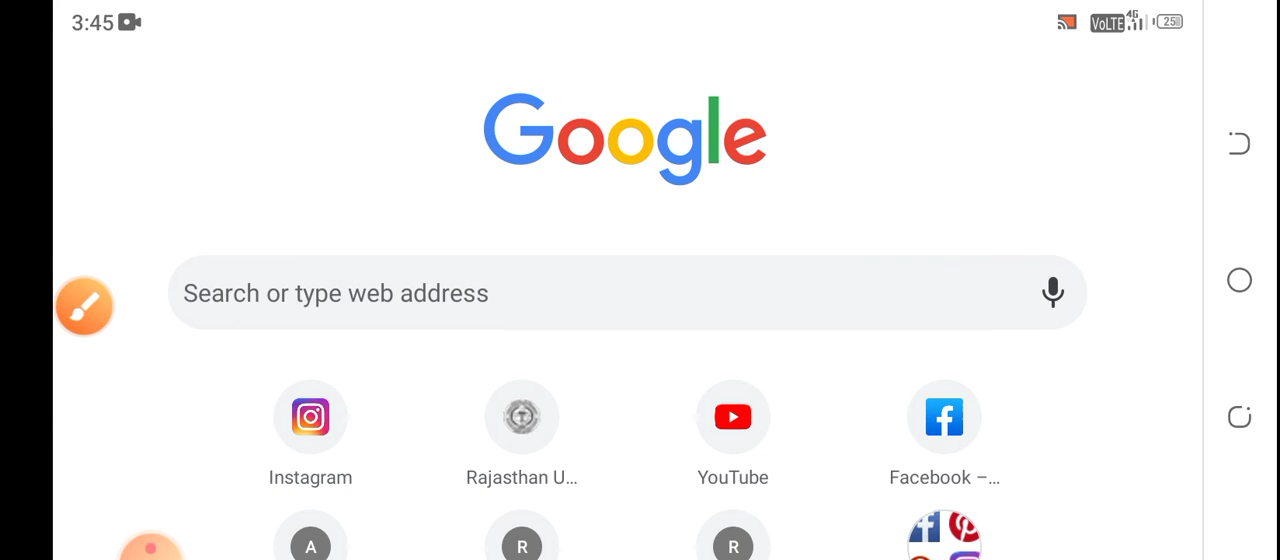 3:45
VoLTE 4G 25
Google
Search or type web address
Instagram
Rajasthan U...
YouTube
Facebook –...
A
R
R